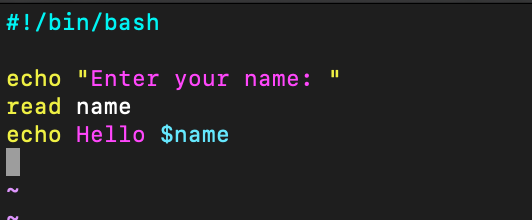 #!/bin/bash
echo "Enter your name: "
read name
echo Hello $name
~
~